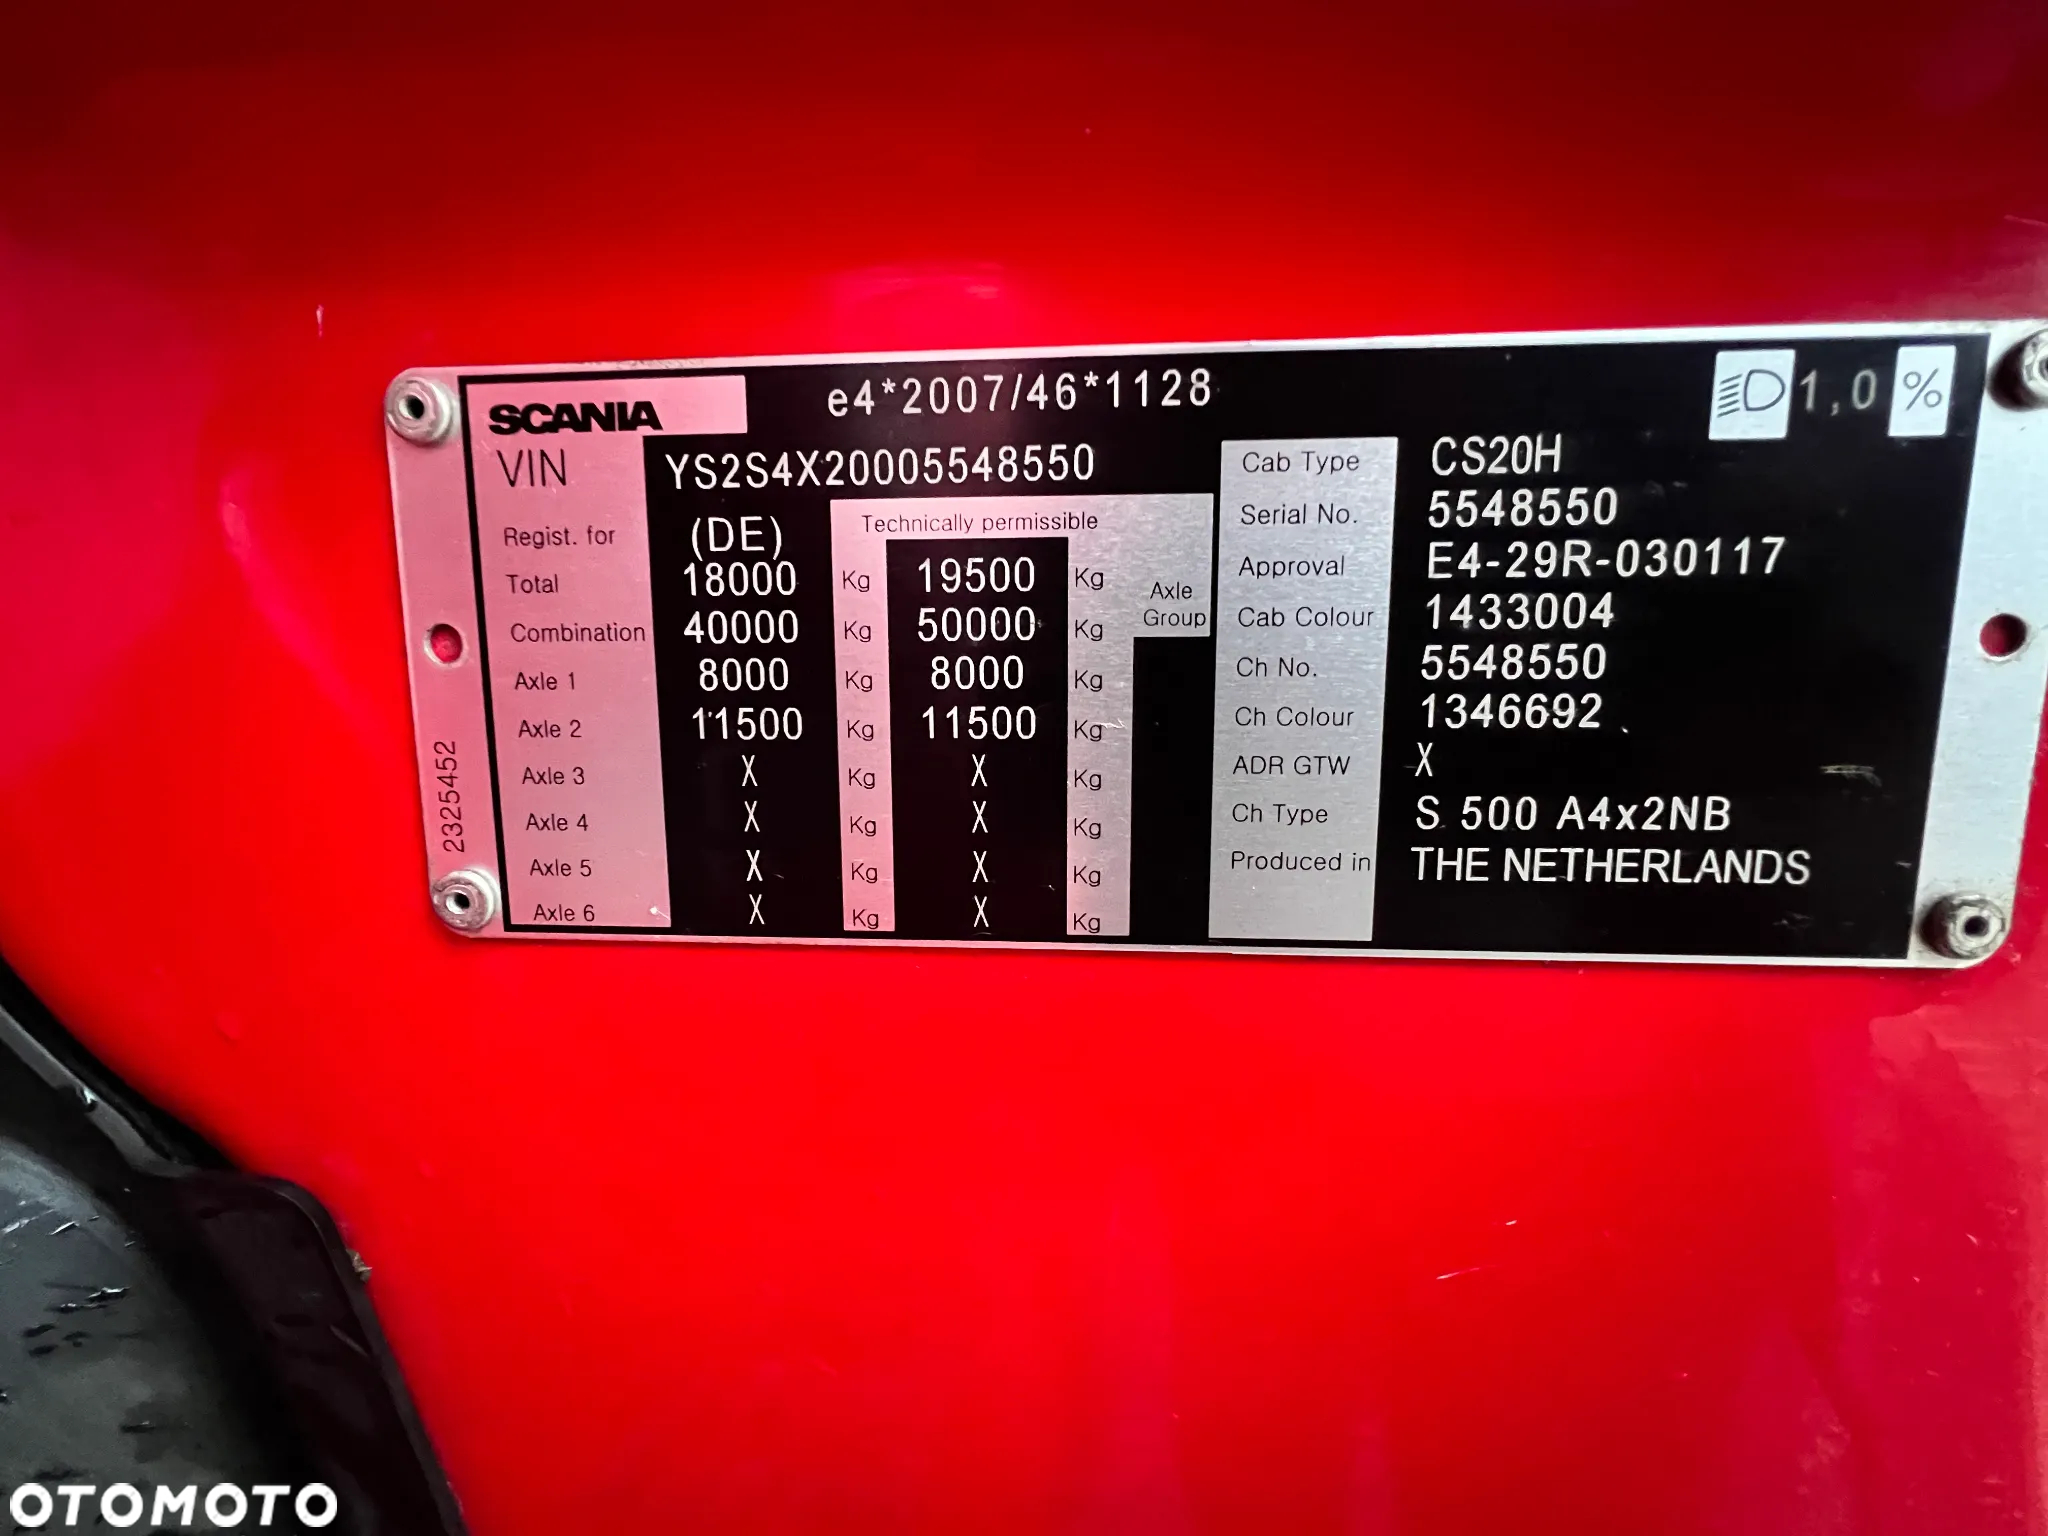 SCANIA e4*2007/46*1128 1,0 %
VIN YS2S4X20005548550
Regist. for (DE) Technically permissible
Total 18000 Kg 19500 Kg Axle Group
Combination 40000 Kg 50000 Kg
Axle 1 8000 Kg 8000 Kg
Axle 2 11500 Kg 11500 Kg
Axle 3 X Kg X Kg
Axle 4 X Kg X Kg
Axle 5 X Kg X Kg
Axle 6 X Kg X Kg
Cab Type CS20H
Serial No. 5548550
Approval E4-29R-030117
Cab Colour 1433004
Ch No. 5548550
Ch Colour 1346692
ADR GTW X
Ch Type S 500 A4x2NB
Produced in THE NETHERLANDS
23254452
OTOMOTO